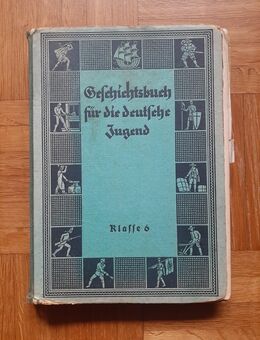 Geschichtsbuch
für die deutsche
Jugend
Klasse 6